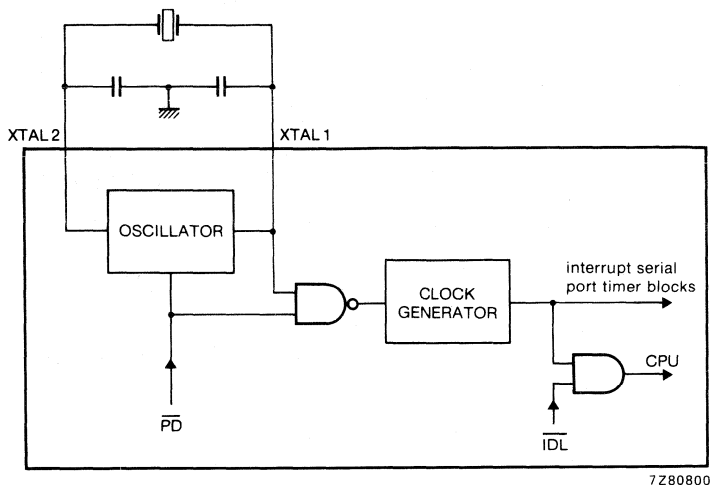 XTAL 2
XTAL 1
OSCILLATOR
CLOCK
GENERATOR
interrupt serial
port timer blocks
CPU
PD
IDL
7Z80800